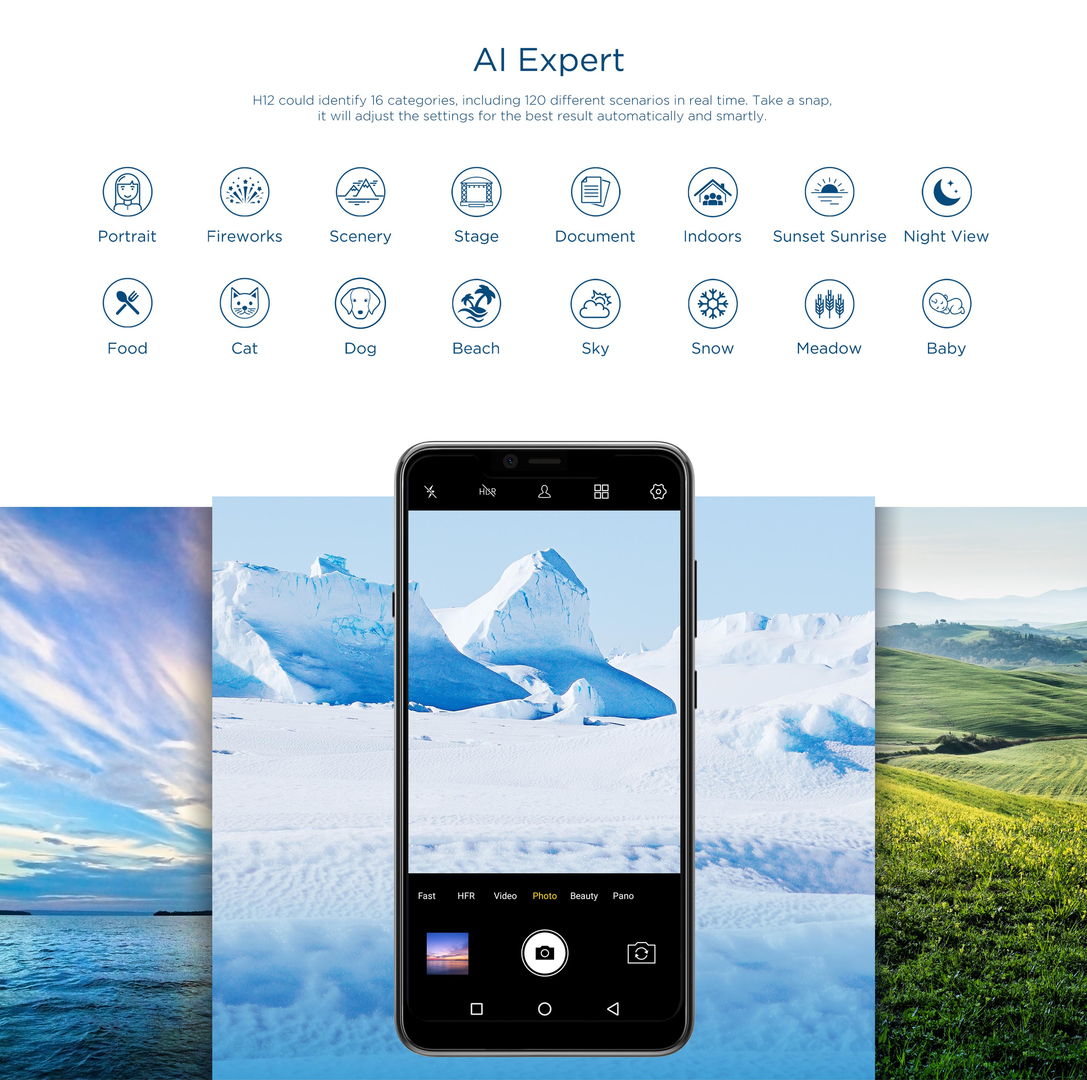 AI Expert
H12 could identify 16 categories, including 120 different scenarios in real time. Take a snap,
it will adjust the settings for the best result automatically and smartly.
Portrait Fireworks Scenery Stage Document Indoors Sunset Sunrise Night View
Food Cat Dog Beach Sky Snow Meadow Baby
HDR
Fast HFR Video Photo Beauty Pano